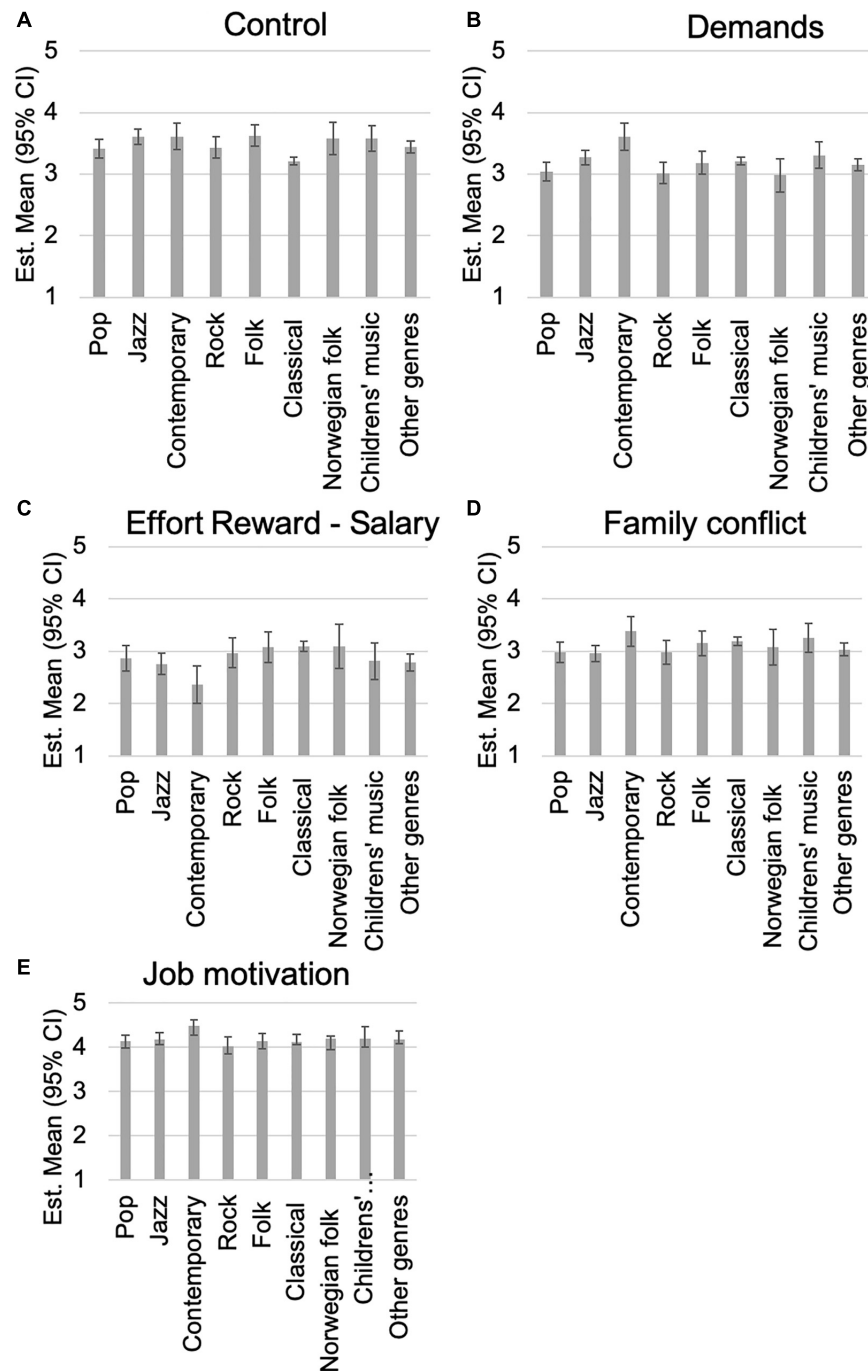 A
Control
Est. Mean (95% CI)
5
4
3
2
1
Pop
Jazz
Contemporary
Rock
Folk
Classical
Norwegian folk
Childrens' music
Other genres
B
Demands
Est. Mean (95% CI)
5
4
3
2
1
Pop
Jazz
Contemporary
Rock
Folk
Classical
Norwegian folk
Childrens' music
Other genres
C
Effort Reward - Salary
Est. Mean (95% CI)
5
4
3
2
1
Pop
Jazz
Contemporary
Rock
Folk
Classical
Norwegian folk
Childrens' music
Other genres
D
Family conflict
Est. Mean (95% CI)
5
4
3
2
1
Pop
Jazz
Contemporary
Rock
Folk
Classical
Norwegian folk
Childrens' music
Other genres
E
Job motivation
Est. Mean (95% CI)
5
4
3
2
1
Pop
Jazz
Contemporary
Rock
Folk
Classical
Norwegian folk
Childrens'…
Other genres